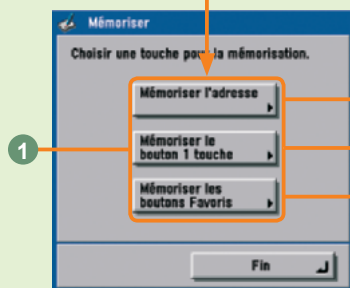 Mémoriser
Choisir une touche pour la mémorisation.
Mémoriser l'adresse
Mémoriser le
bouton 1 touche
1
Mémoriser les
boutons Favoris
Fin